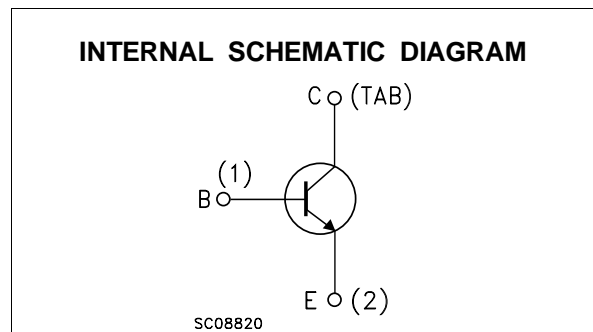 INTERNAL SCHEMATIC DIAGRAM
C (TAB)
(1)
B
E (2)
SC08820